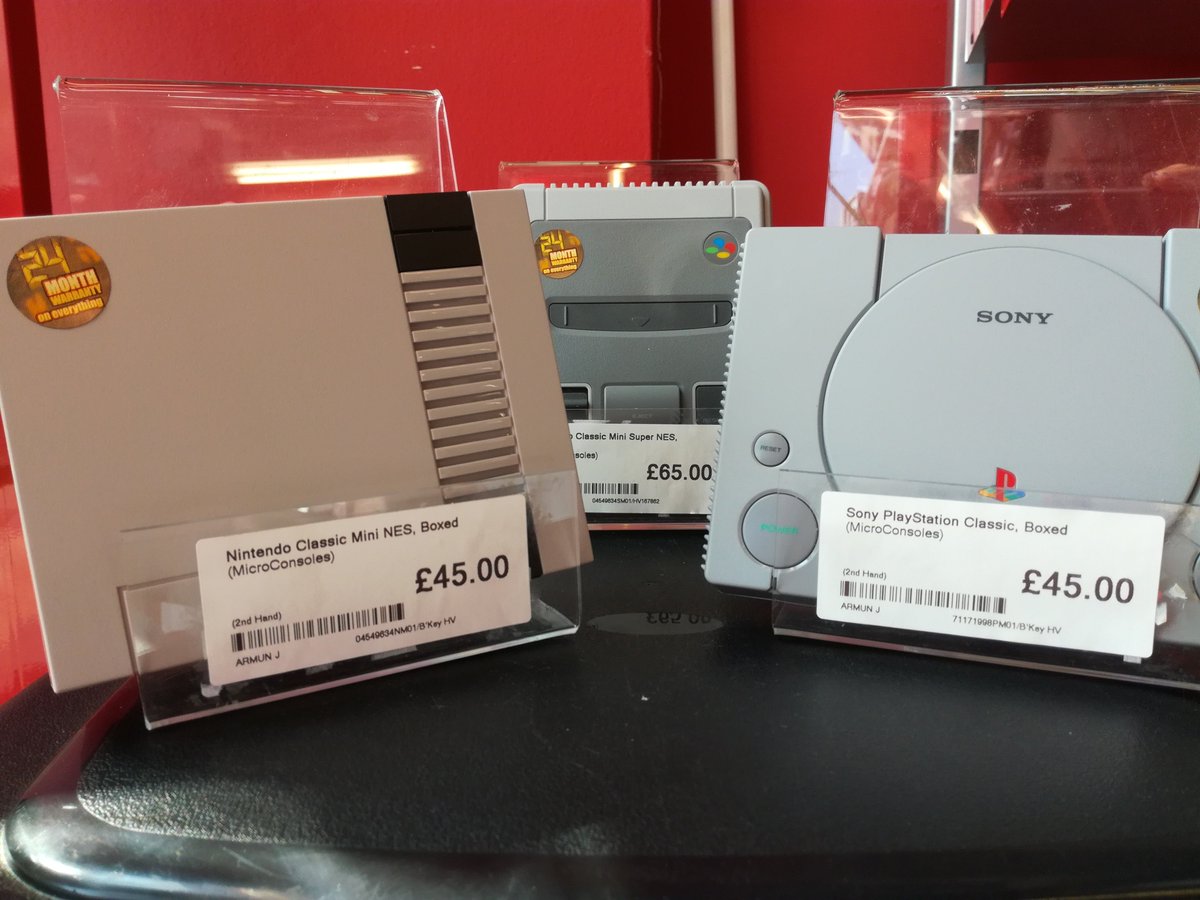 24
MONTH
WARRANTY
on everything
Nintendo Classic Mini NES, Boxed
(MicroConsoles)
£45.00
(2nd Hand)
04549634NM01/B'Key HV
ARMUN J
24
MONTH
WARRANTY
on everything
EJECT
Classic Mini Super NES,
£65.00
04549634SM01/HV167862
SONY
RESET
POWER
Sony PlayStation Classic, Boxed
(MicroConsoles)
£45.00
(2nd Hand)
ARMUN J
71171998PM01/B'Key HV